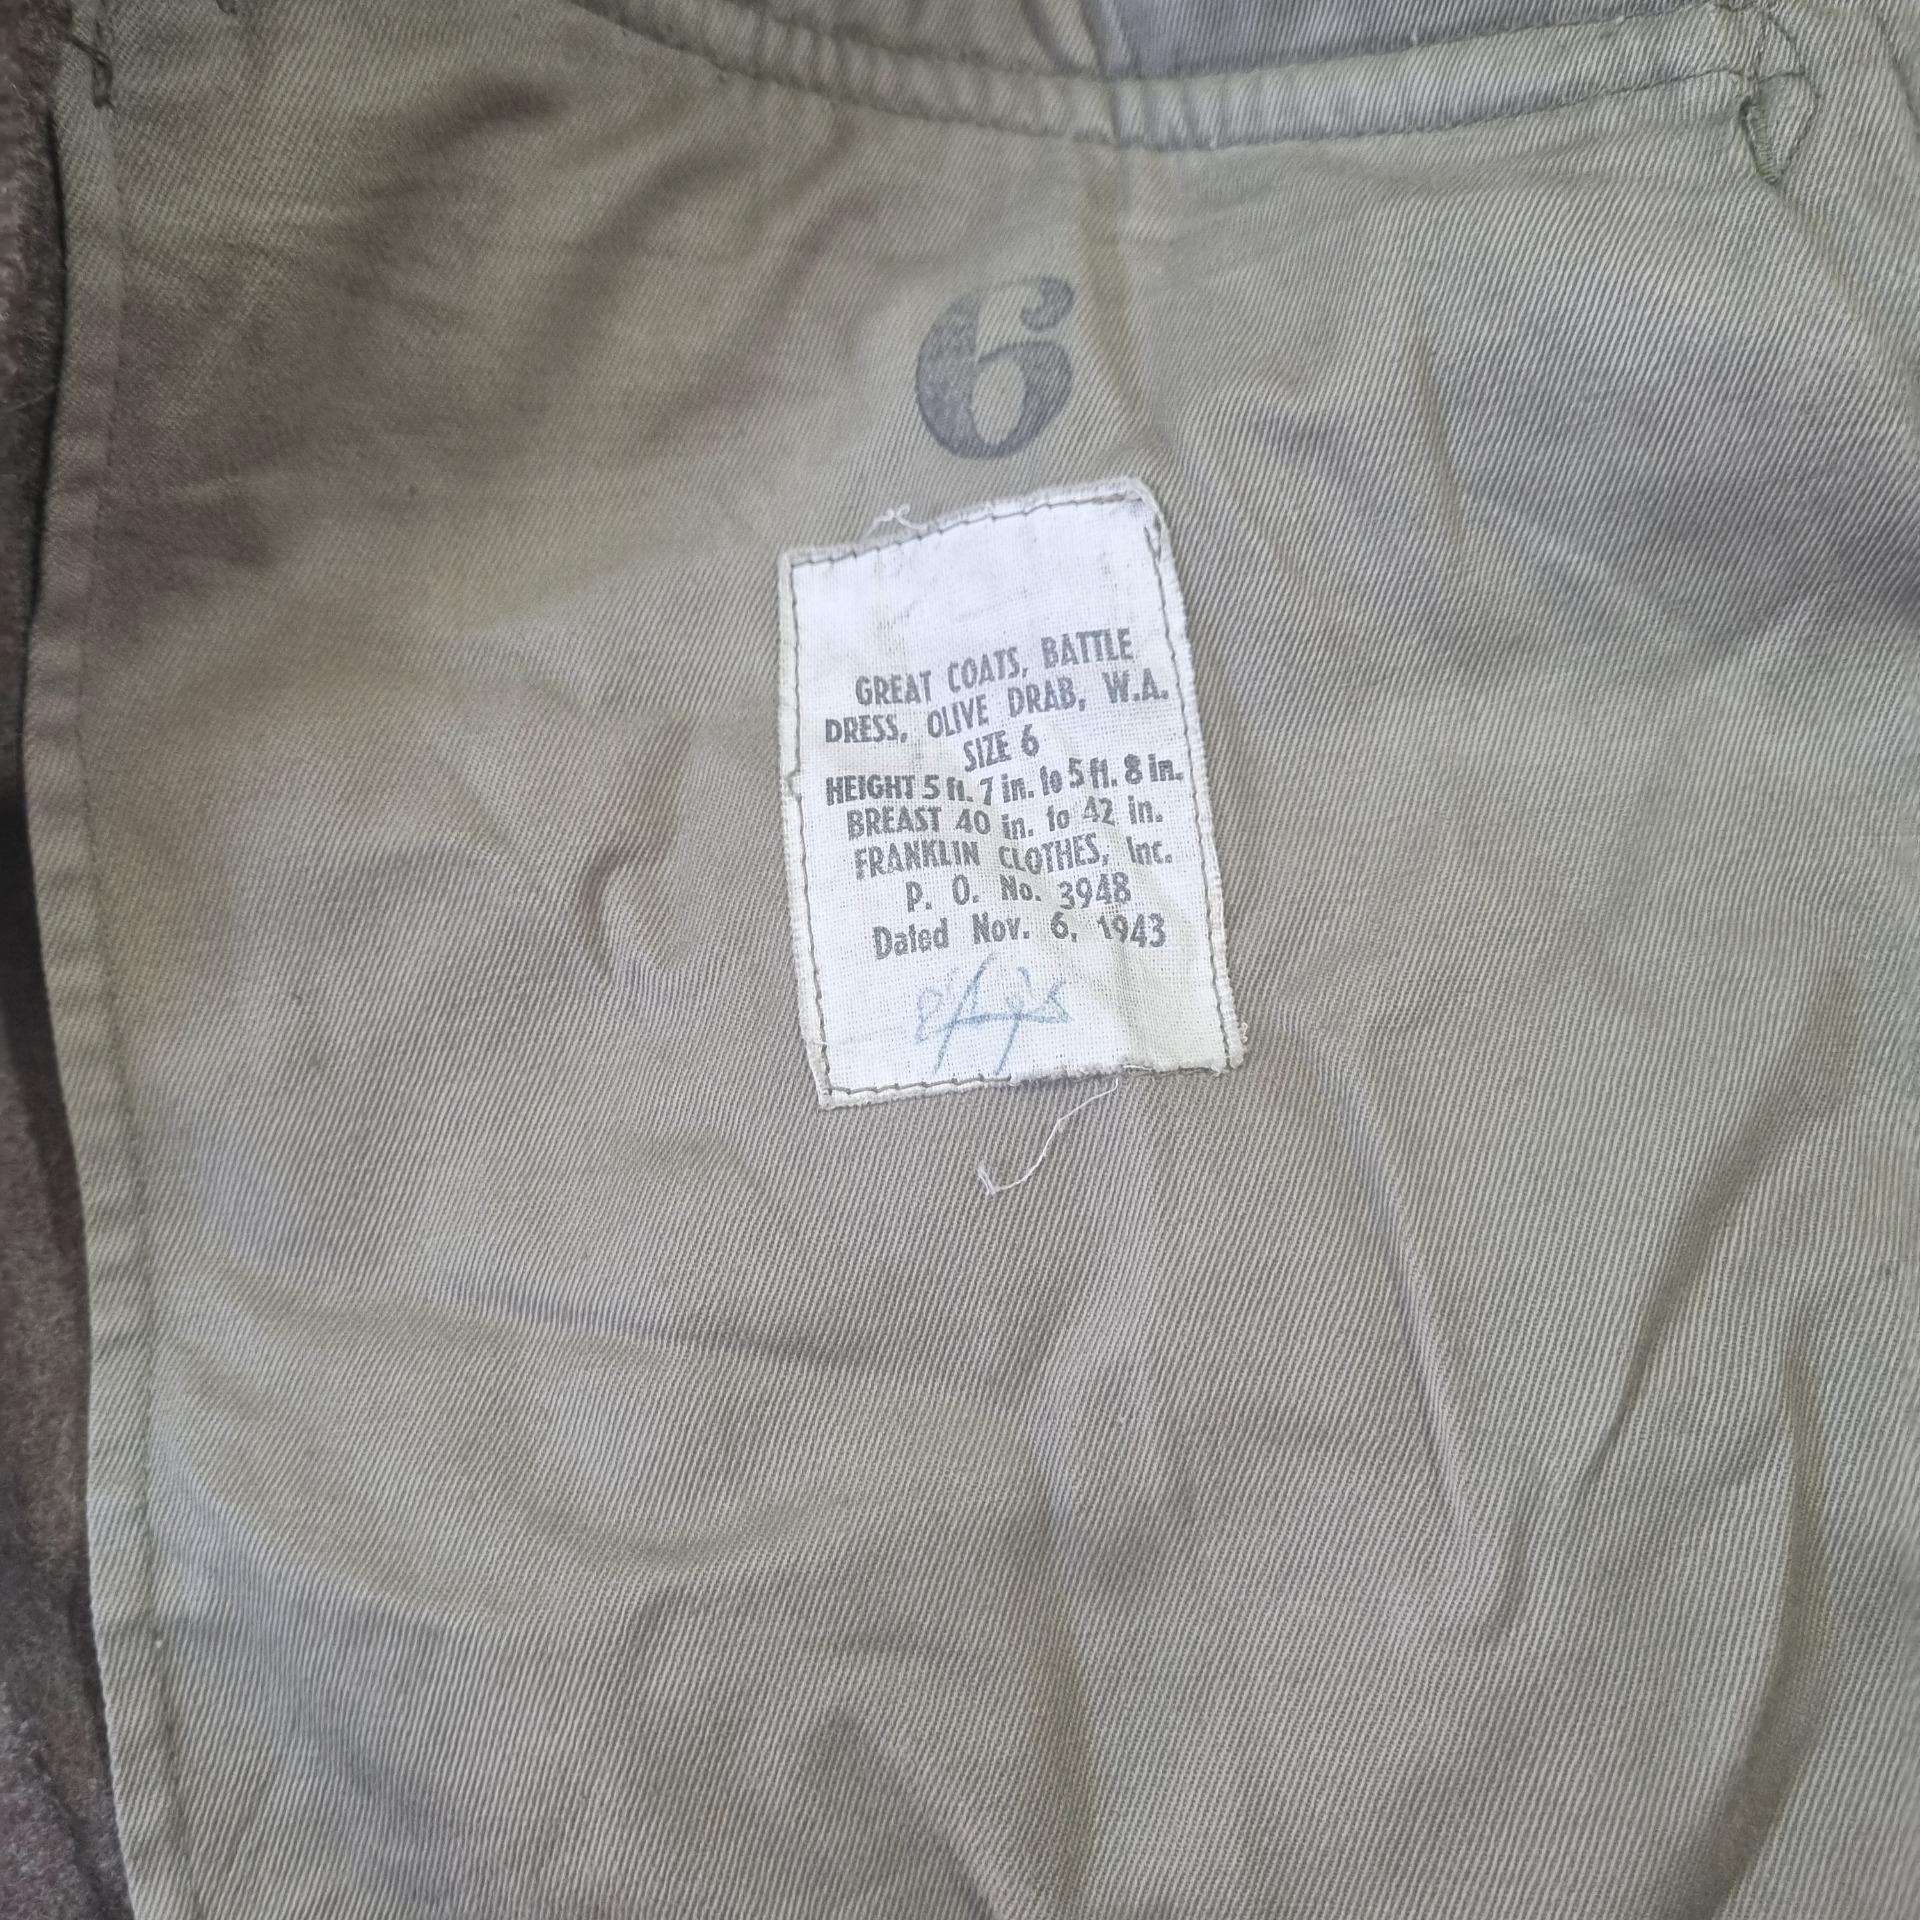 6
GREAT COATS, BATTLE
DRESS, OLIVE DRAB, W.A.
SIZE 6
HEIGHT 5 ft. 7 in. to 5 ft. 8 in.
BREAST 40 in. to 42 in.
FRANKLIN CLOTHES, Inc.
P. O. No. 3948
Dated Nov. 6, 1943